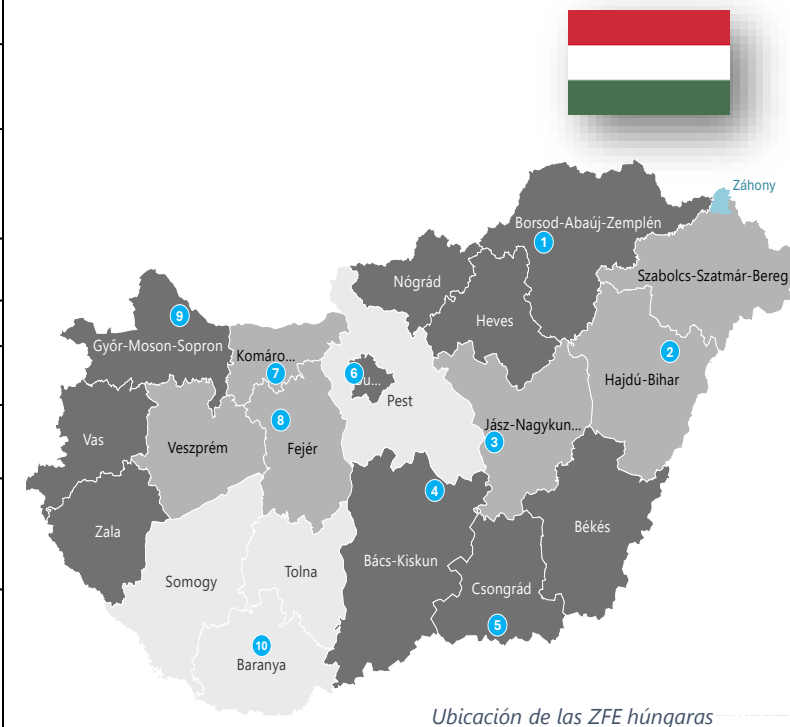 Záhony
Borsod-Abaúj-Zemplén
1
Szabolcs-Szatmár-Bereg
Nógrád
Heves
9
Győr-Moson-Sopron
Komáro...
7
6
Pest
2
Hajdú-Bihar
8
Fejér
Jász-Nagykun...
3
Vas
Veszprém
4
Zala
Békés
Bács-Kiskun
Tolna
Somogy
Csongrád
5
10
Baranya
Ubicación de las ZFE húngaras